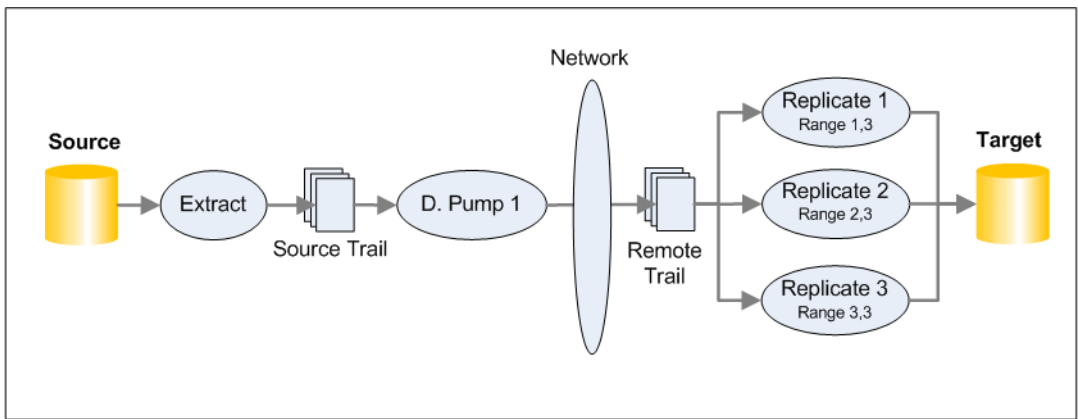 Source
Extract
Source Trail
D. Pump 1
Network
Remote
Trail
Replicate 1
Range 1,3
Replicate 2
Range 2,3
Replicate 3
Range 3,3
Target